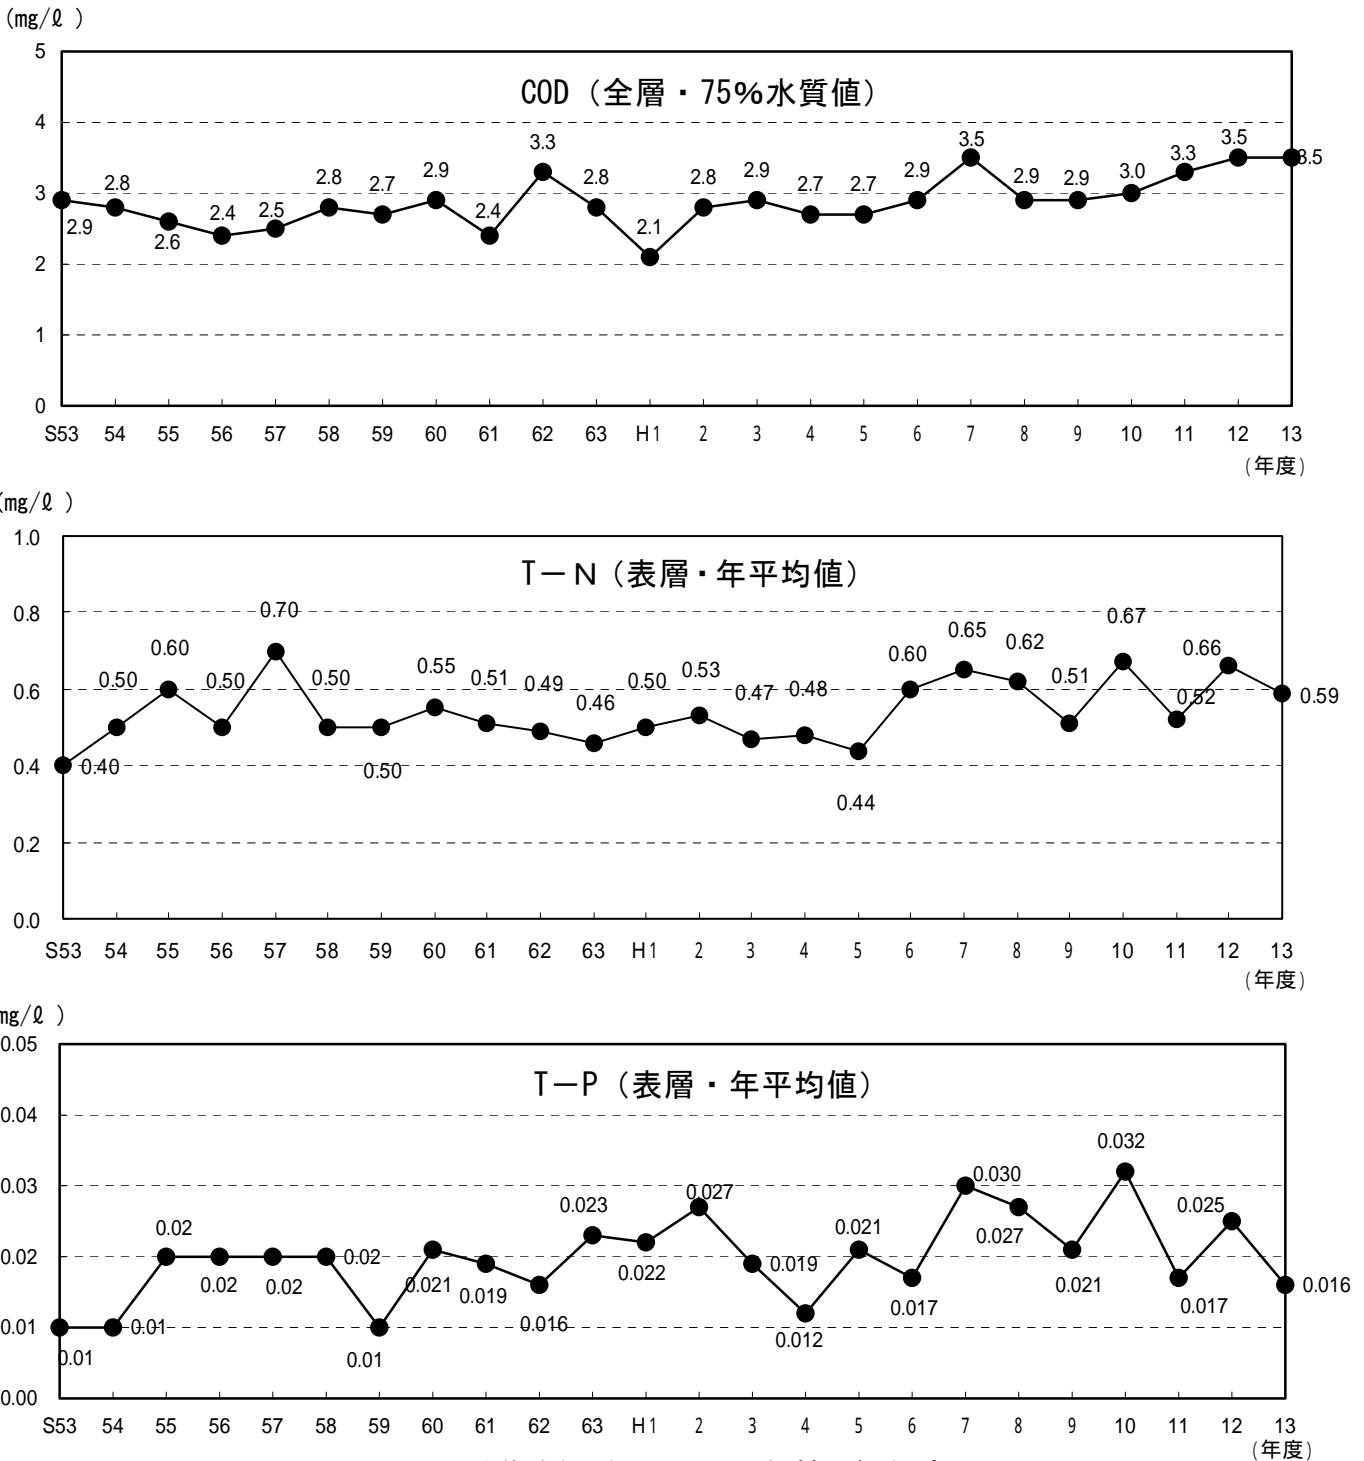 (mg/ℓ )
COD（全層・75％水質値）
5
4
3
2
1
0
2.9 2.8 2.6 2.4 2.5 2.8 2.7 2.9 2.4 3.3 2.8 2.1 2.8 2.9 2.7 2.7 2.9 3.5 2.9 2.9 3.0 3.3 3.5 3.5
S53 54 55 56 57 58 59 60 61 62 63 H1 2 3 4 5 6 7 8 9 10 11 12 13
(年度)
(mg/ℓ )
T－N（表層・年平均値）
1.0
0.8
0.6
0.4
0.2
0.0
0.40 0.50 0.60 0.50 0.70 0.50 0.50 0.55 0.51 0.49 0.46 0.50 0.53 0.47 0.48 0.44 0.60 0.65 0.62 0.51 0.67 0.52 0.66 0.59
S53 54 55 56 57 58 59 60 61 62 63 H1 2 3 4 5 6 7 8 9 10 11 12 13
(年度)
mg/ℓ )
T－P（表層・年平均値）
0.05
0.04
0.03
0.02
0.01
0.00
0.01 0.01 0.02 0.02 0.02 0.02 0.01 0.021 0.019 0.016 0.023 0.022 0.027 0.019 0.012 0.021 0.017 0.030 0.027 0.021 0.032 0.017 0.025 0.016
S53 54 55 56 57 58 59 60 61 62 63 H1 2 3 4 5 6 7 8 9 10 11 12 13
(年度)